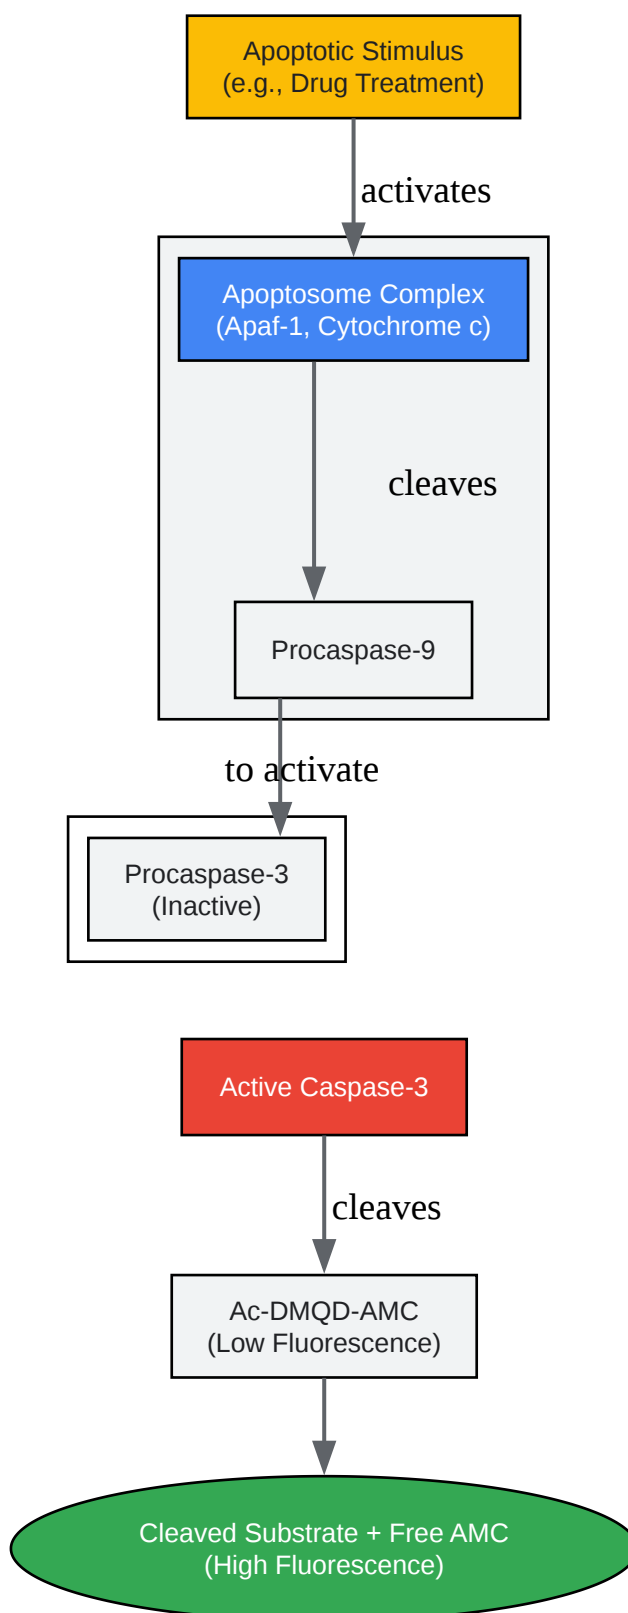 Apoptotic Stimulus
(e.g., Drug Treatment)
activates
Apoptosome Complex
(Apaf-1, Cytochrome c)
cleaves
Procaspase-9
to activate
Procaspase-3
(Inactive)
Active Caspase-3
cleaves
Ac-DMQD-AMC
(Low Fluorescence)
Cleaved Substrate + Free AMC
(High Fluorescence)